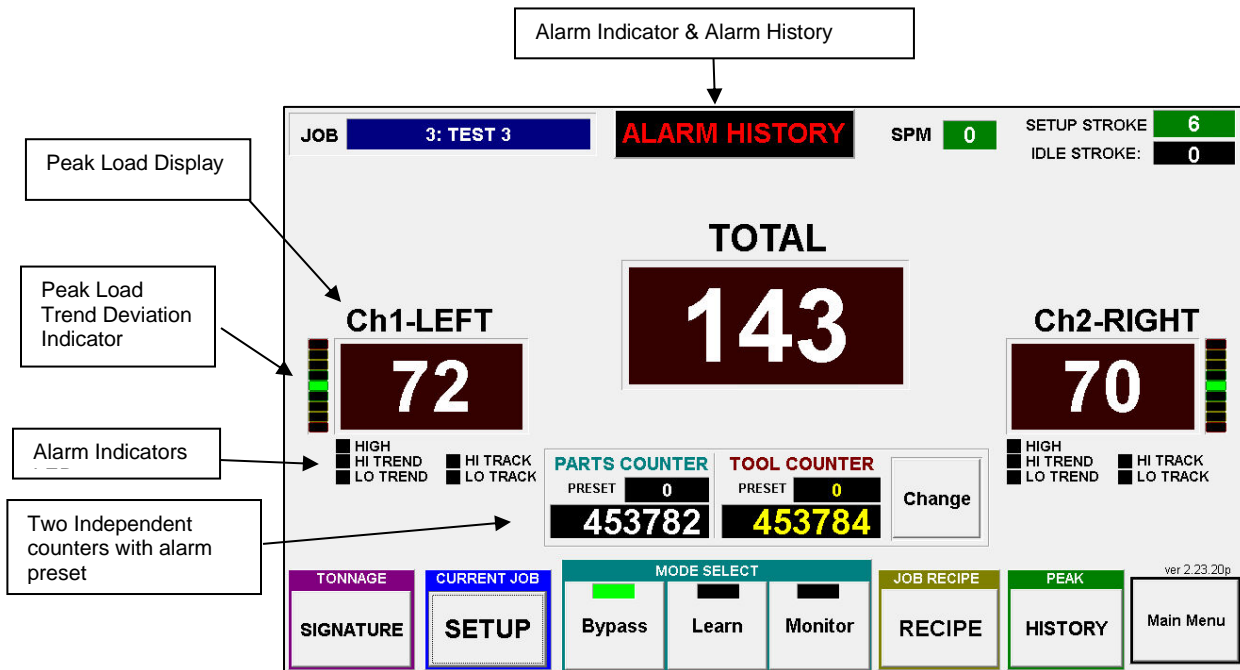 Alarm Indicator & Alarm History
JOB 3: TEST 3
ALARM HISTORY
SPM 0
SETUP STROKE 6
IDLE STROKE: 0
Peak Load Display
Peak Load
Trend Deviation
Indicator
Alarm Indicators
Two Independent
counters with alarm
preset
TOTAL
143
Ch1-LEFT
72
HIGH
HI TREND HI TRACK
LO TREND LO TRACK
Ch2-RIGHT
70
HIGH
HI TREND HI TRACK
LO TREND LO TRACK
PARTS COUNTER
PRESET 0
453782
TOOL COUNTER
PRESET 0
453784
Change
TONNAGE
SIGNATURE
CURRENT JOB
SETUP
MODE SELECT
Bypass Learn Monitor
JOB RECIPE
RECIPE
PEAK
HISTORY
ver 2.23.20p
Main Menu